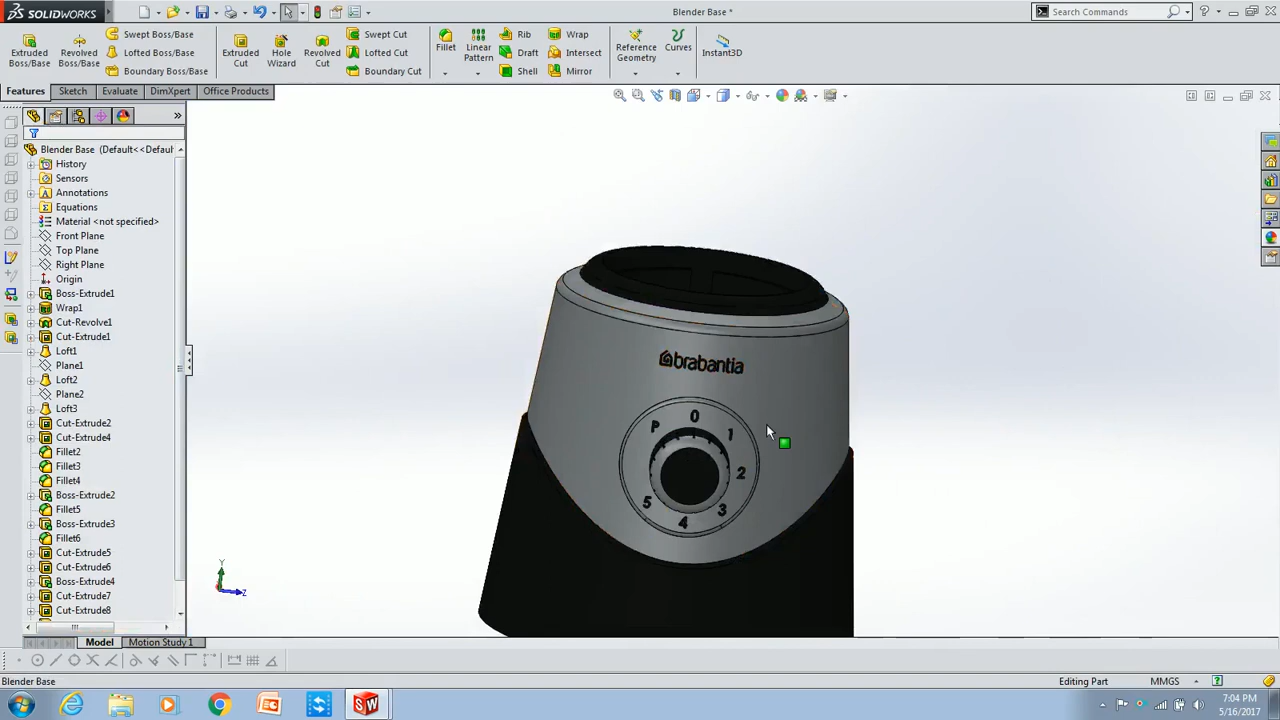 SOLIDWORKS
Blender Base *
Search Commands
Extruded Boss/Base
Revolved Boss/Base
Swept Boss/Base
Lofted Boss/Base
Boundary Boss/Base
Extruded Cut
Hole Wizard
Revolved Cut
Swept Cut
Lofted Cut
Boundary Cut
Fillet
Linear Pattern
Rib
Draft
Shell
Wrap
Intersect
Mirror
Reference Geometry
Curves
Instant3D
Features Sketch Evaluate DimXpert Office Products
Blender Base (Default<<Defaul
History
Sensors
Annotations
Equations
Material <not specified>
Front Plane
Top Plane
Right Plane
Origin
Boss-Extrude1
Wrap1
Cut-Revolve1
Cut-Extrude1
Loft1
Plane1
Loft2
Plane2
Loft3
Cut-Extrude2
Cut-Extrude4
Fillet2
Fillet3
Fillet4
Boss-Extrude2
Fillet5
Boss-Extrude3
Fillet6
Cut-Extrude5
Cut-Extrude6
Boss-Extrude4
Cut-Extrude7
Cut-Extrude8
brabantia
P 0 1 2 3 4 5
Y
Z
Model Motion Study 1
Blender Base
Editing Part
MMGS
7:04 PM
5/16/2017